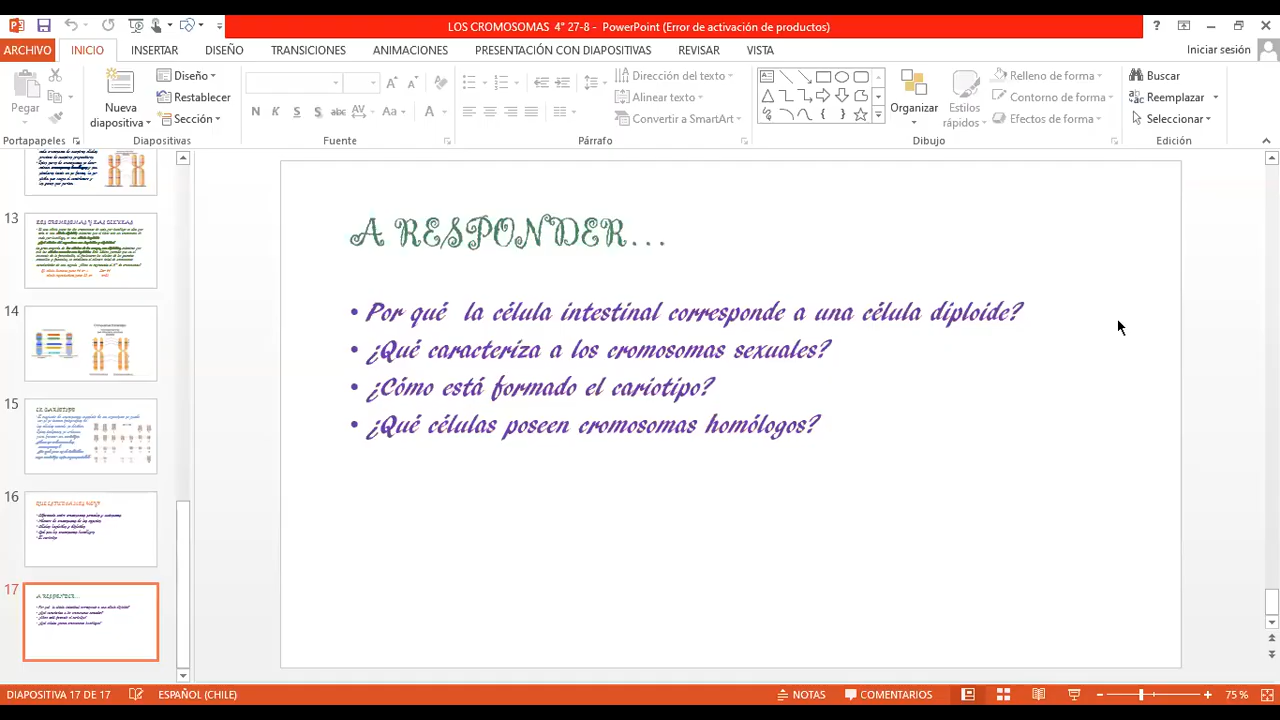 LOS CROMOSOMAS 4° 27-8 - PowerPoint (Error de activación de productos)
ARCHIVO INICIO INSERTAR DISEÑO TRANSICIONES ANIMACIONES PRESENTACIÓN CON DIAPOSITIVAS REVISAR VISTA Iniciar sesión
Pegar
Nueva diapositiva
Diseño
Restablecer
Sección
N K S S abc AV Aa A
Dirección del texto
Alinear texto
Convertir a SmartArt
Organizar
Estilos rápidos
Relleno de forma
Contorno de forma
Efectos de forma
Buscar
Reemplazar
Seleccionar
Portapapeles Diapositivas Fuente Párrafo Dibujo Edición
13
14
15
16
17
A RESPONDER...
A RESPONDER...
• Por qué la célula intestinal corresponde a una célula diploide?
• ¿Qué caracteriza a los cromosomas sexuales?
• ¿Cómo está formado el cariotipo?
• ¿Qué células poseen cromosomas homólogos?
DIAPOSITIVA 17 DE 17 ESPAÑOL (CHILE) NOTAS COMENTARIOS 75 %